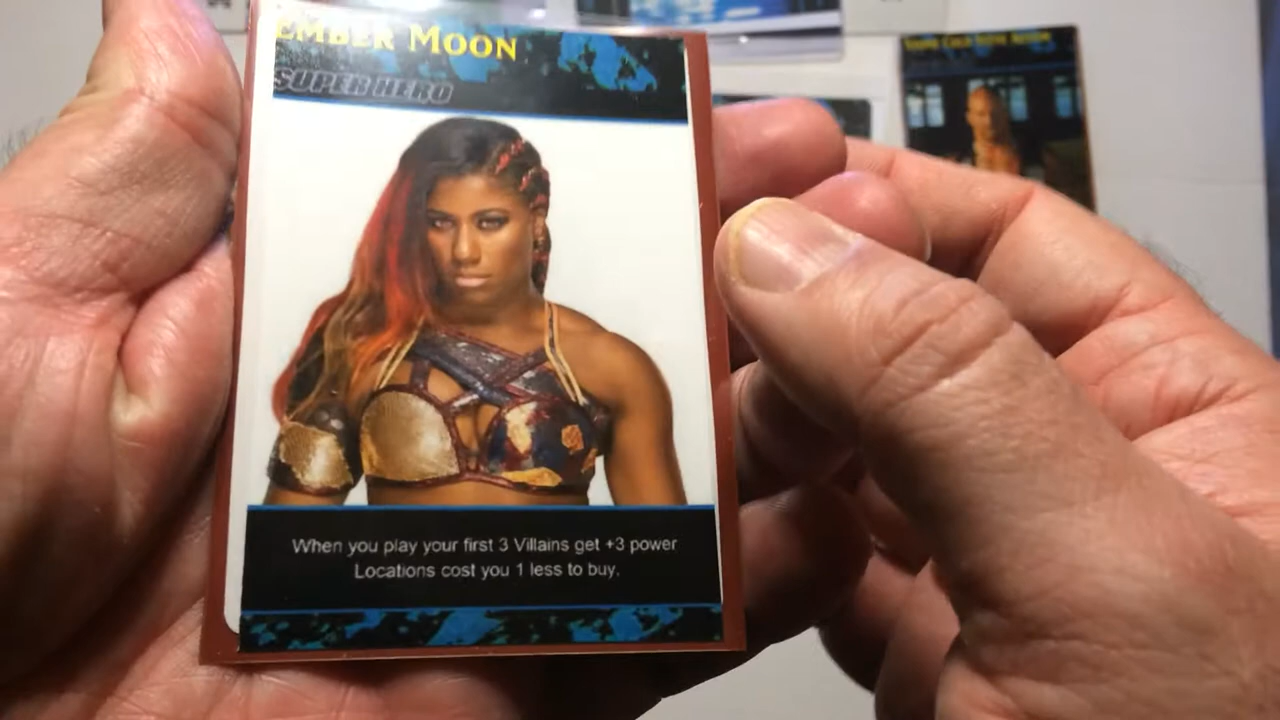 EMBER MOON
SUPER HERO
When you play your first 3 Villains get +3 power
Locations cost you 1 less to buy.